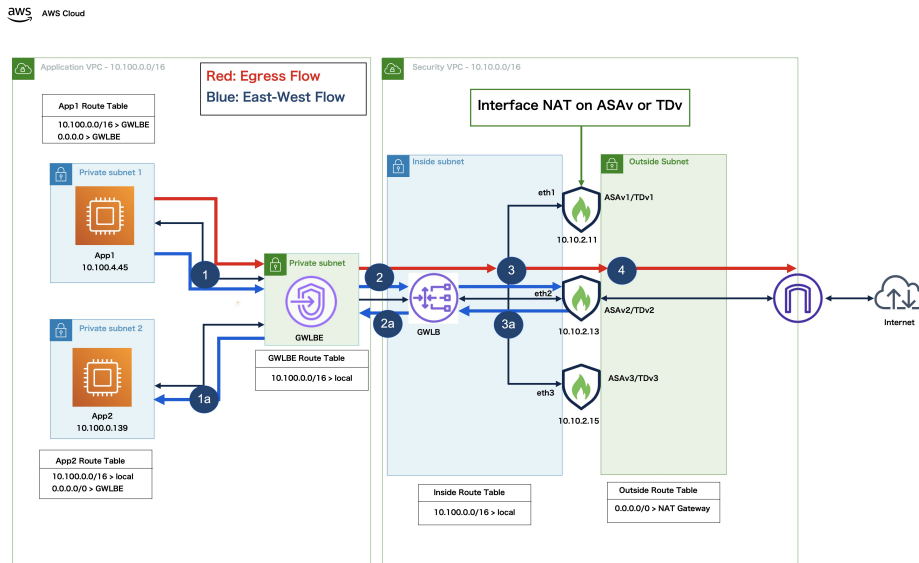 aws
AWS Cloud
Application VPC - 10.100.0.0/16
Security VPC - 10.10.0.0/16
Red: Egress Flow
Blue: East-West Flow
App1 Route Table
10.100.0.0/16 > GWLBE
0.0.0.0 > GWLBE
Interface NAT on ASAv or TDv
Private subnet 1
App1
10.100.4.45
Inside subnet
Outside Subnet
eth1
ASAv1/TDv1
10.10.2.11
Private subnet
GWLBE
1
2
3
4
GWLB
eth2
ASAv2/TDv2
10.10.2.13
Internet
2a
3a
Private subnet 2
App2
10.100.0.139
1a
GWLBE Route Table
10.100.0.0/16 > local
eth3
ASAv3/TDv3
10.10.2.15
App2 Route Table
10.100.0.0/16 > local
0.0.0.0/0 > GWLBE
Inside Route Table
10.100.0.0/16 > local
Outside Route Table
0.0.0.0/0 > NAT Gateway